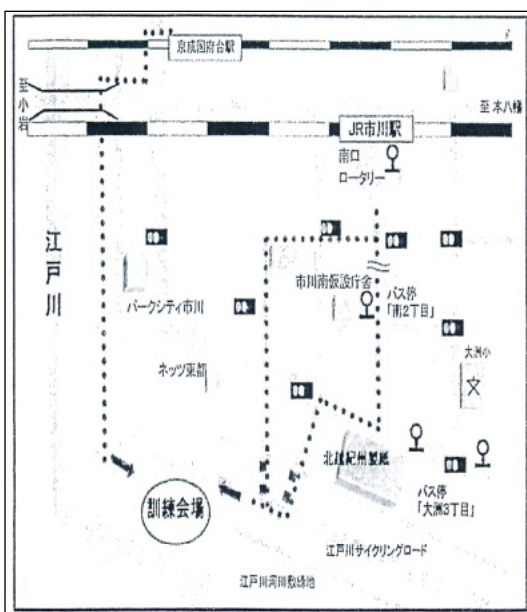 京成国府台駅
至
小
岩
至 本八幡
JR市川駅
南口
ロータリー
江
戸
川
市川南仮設庁舎
バス停
「南2丁目」
パークシティ市川
大洲小
ネッツ東都
北越紀州製紙
訓練会場
バス停
「大洲3丁目」
江戸川サイクリングロード
江戸川河川敷緑地